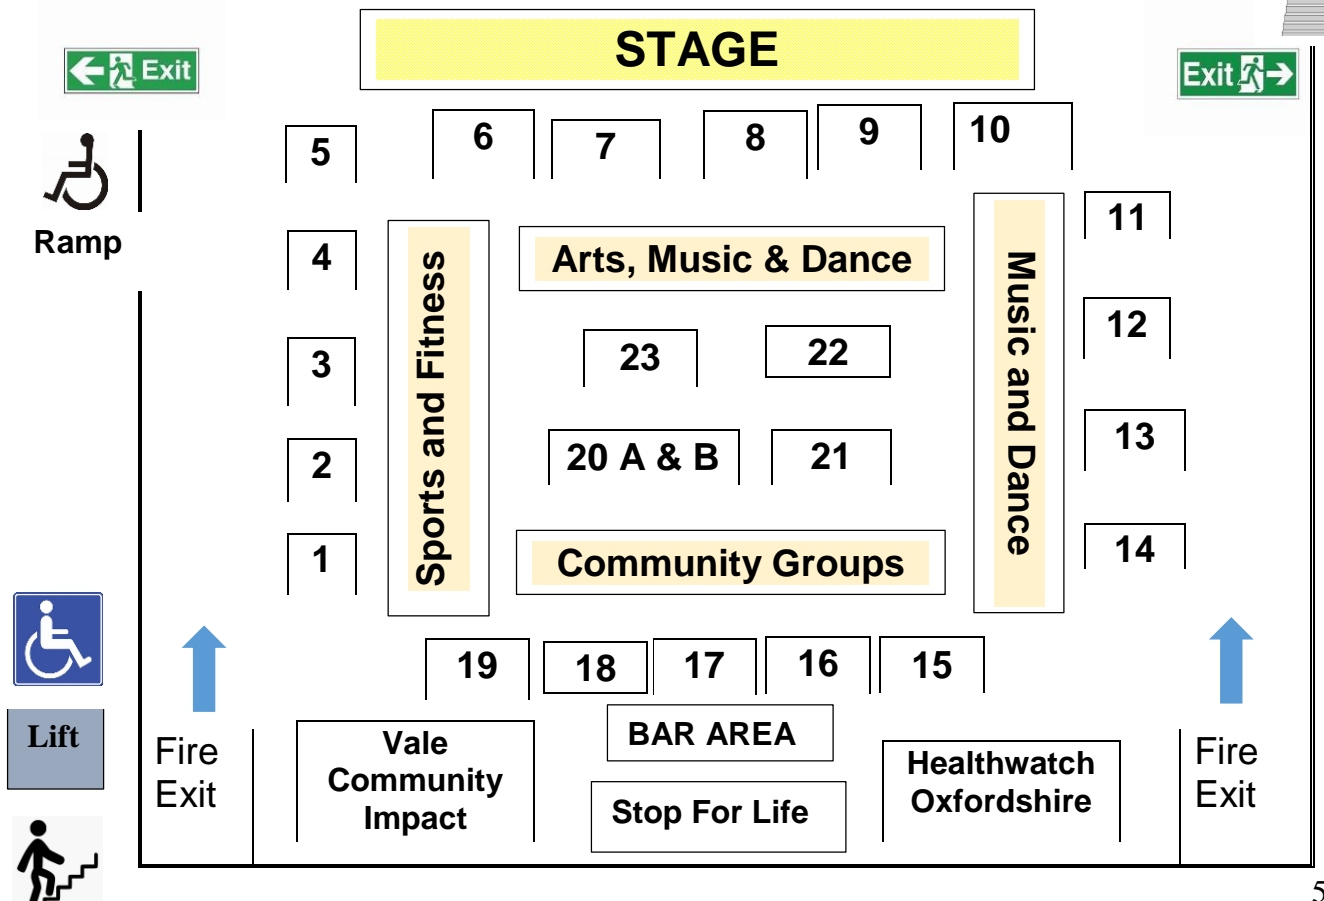 STAGE
Exit
Exit
5
6
7
8
9
10
Ramp
4
Arts, Music & Dance
11
Sports and Fitness
Music and Dance
3
23
22
12
2
20 A & B
21
13
1
Community Groups
14
19
18
17
16
15
Lift
Fire
Exit
Vale
Community
Impact
BAR AREA
Stop For Life
Healthwatch
Oxfordshire
Fire
Exit
5